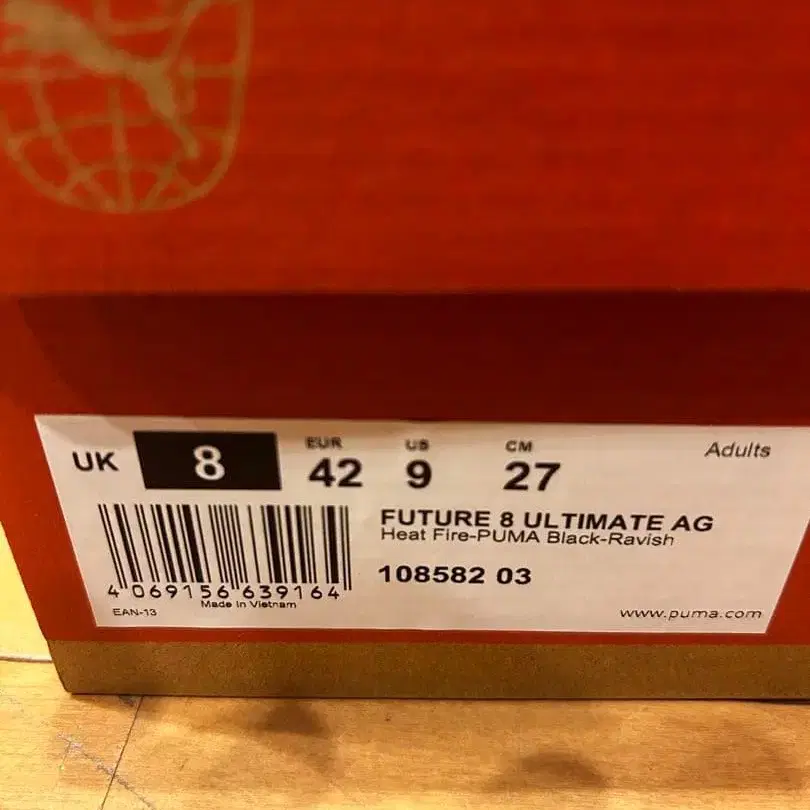 Adults
UK 8 EUR 42 US 9 CM 27
FUTURE 8 ULTIMATE AG
Heat Fire-PUMA Black-Ravish
108582 03
4 069156 639164
Made in Vietnam
EAN-13
www.puma.com